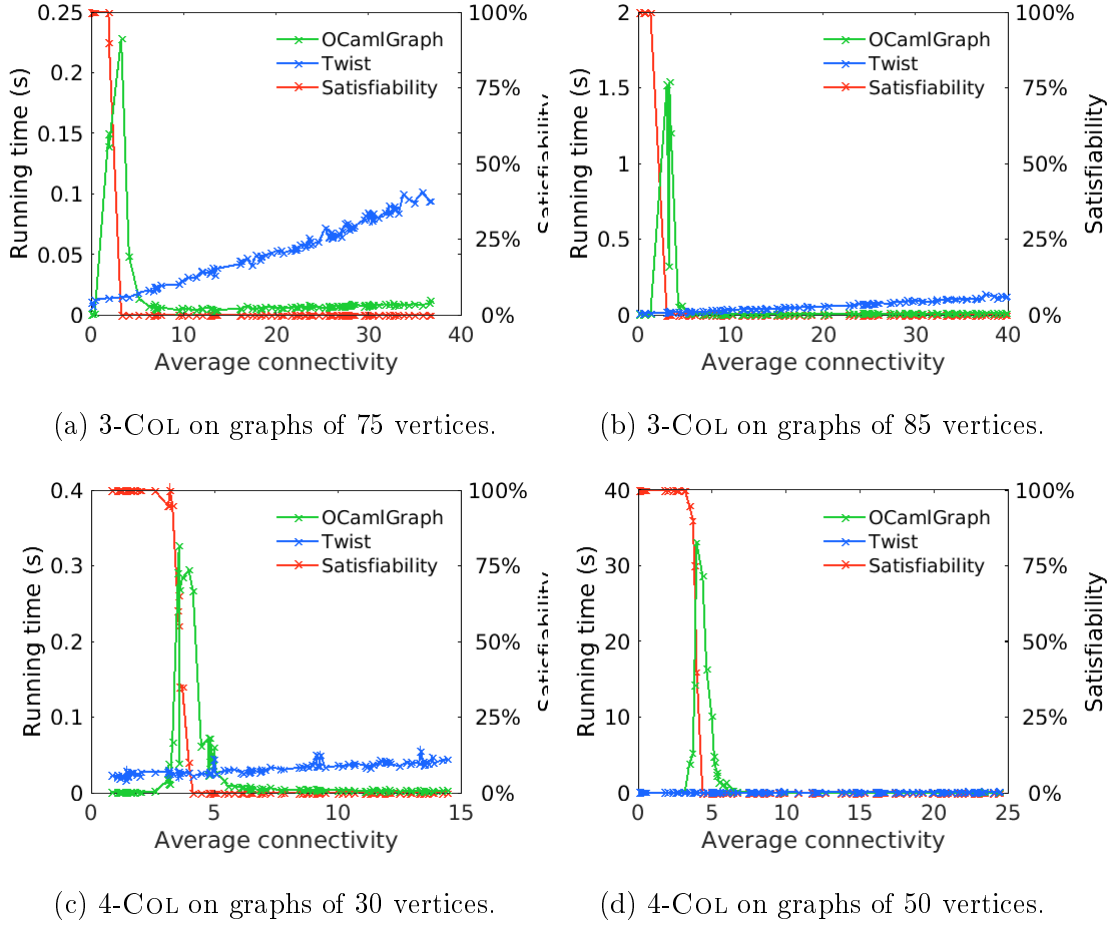 0.25
0.2
0.15
0.1
0.05
0
Running time (s)
OCamlGraph
Twist
Satisfiability
100%
75%
50%
25%
0%
Satisfiability
0 10 20 30 40
Average connectivity
(a) 3-COL on graphs of 75 vertices.
2
1.5
1
0.5
0
Running time (s)
OCamlGraph
Twist
Satisfiability
100%
75%
50%
25%
0%
Satisfiability
0 10 20 30 40
Average connectivity
(b) 3-COL on graphs of 85 vertices.
0.4
0.3
0.2
0.1
0
Running time (s)
OCamlGraph
Twist
Satisfiability
100%
75%
50%
25%
0%
Satisfiability
0 5 10 15
Average connectivity
(c) 4-COL on graphs of 30 vertices.
40
30
20
10
0
Running time (s)
OCamlGraph
Twist
Satisfiability
100%
75%
50%
25%
0%
Satisfiability
0 5 10 15 20 25
Average connectivity
(d) 4-COL on graphs of 50 vertices.